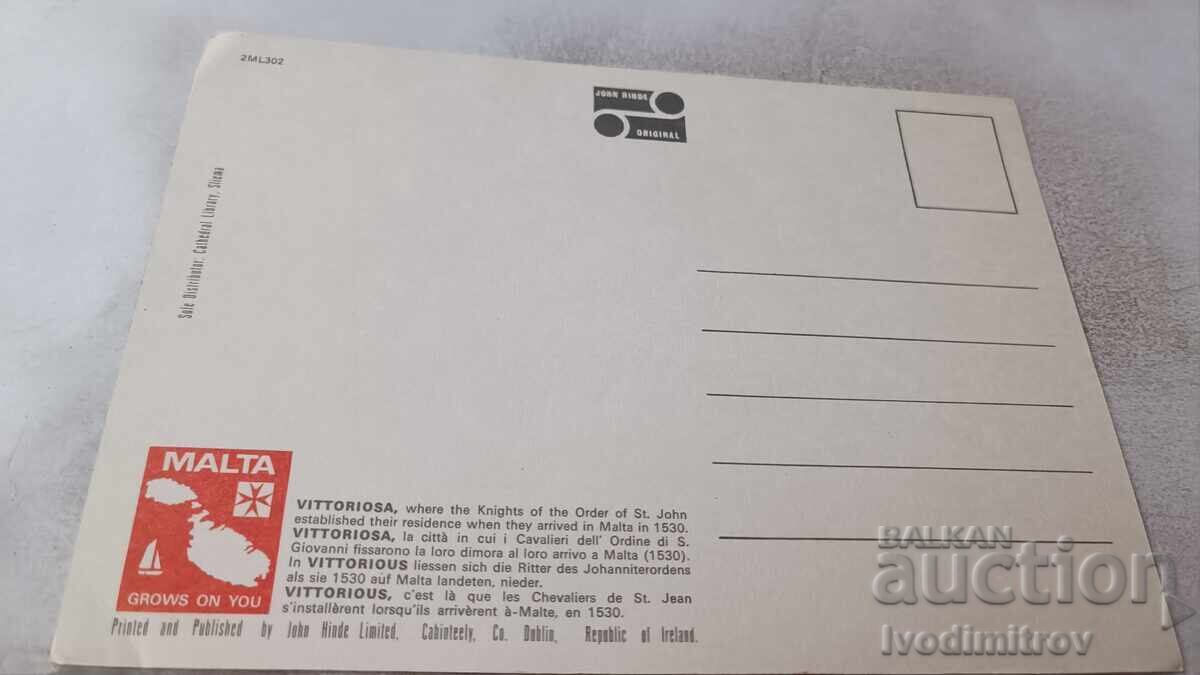 2ML302
JOHN HINDE
ORIGINAL
Sole Distributor: Cathedral Library, Sliema
MALTA
GROWS ON YOU
VITTORIOSA, where the Knights of the Order of St. John
established their residence when they arrived in Malta in 1530.
VITTORIOSA, la città in cui i Cavalieri dell' Ordine di S.
Giovanni fissarono la loro dimora al loro arrivo a Malta (1530).
In VITTORIOUS liessen sich die Ritter des Johanniterordens
als sie 1530 auf Malta landeten, nieder.
VITTORIOUS, c'est là que les Chevaliers de St. Jean
s'installèrent lorsqu'ils arrivèrent à-Malte, en 1530.
Printed and Published by John Hinde Limited, Cabinteely, Co. Dublin, Republic of Ireland.
BALKAN
auction
Ivodimitrov